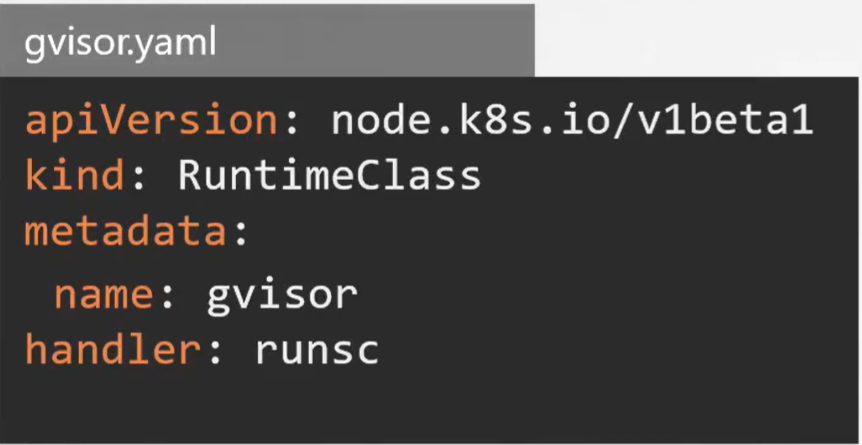 gvisor.yaml
apiVersion: node.k8s.io/v1beta1
kind: RuntimeClass
metadata:
 name: gvisor
handler: runsc